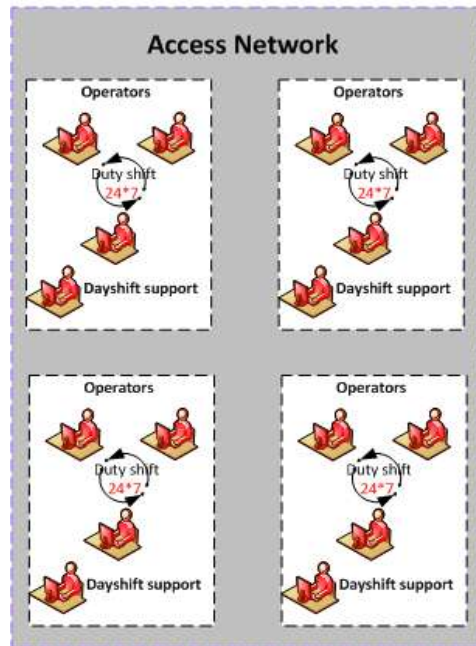 Access Network
Operators
Duty shift
24*7
Dayshift support
Operators
Duty shift
24*7
Dayshift support
Operators
Duty shift
24*7
Dayshift support
Operators
Duty shift
24*7
Dayshift support